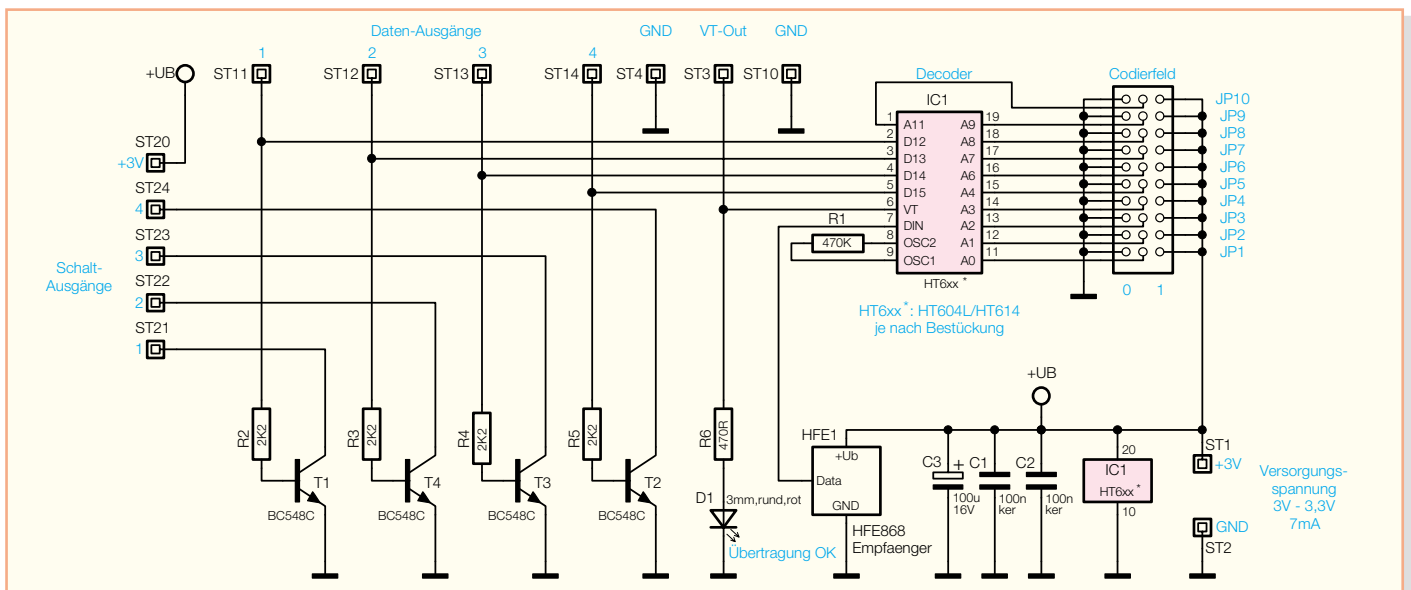 Daten-Ausgänge
GND
VT-Out
GND
1
2
3
4
+UB
ST11
ST12
ST13
ST14
ST4
ST3
ST10
Decoder
Codierfeld
IC1
ST20
+3V
ST24
4
ST23
3
ST22
2
ST21
1
Schalt-
Ausgänge
1 A11 A9 19
2 D12 A8 18
3 D13 A7 17
4 D14 A6 16
5 D15 A4 15
6 VT A3 14
7 DIN A2 13
8 OSC2 A1 12
9 OSC1 A0 11
HT6xx *
R1
470K
JP10
JP9
JP8
JP7
JP6
JP5
JP4
JP3
JP2
JP1
0 1
HT6xx*: HT604L/HT614
je nach Bestückung
+UB
R2
2K2
R3
2K2
R4
2K2
R5
2K2
R6
470R
T1
BC548C
T4
BC548C
T3
BC548C
T2
BC548C
D1
3mm,rund,rot
Übertragung OK
HFE1
+Ub
Data
GND
HFE868
Empfaenger
C3
+
100u
16V
C1
100n
ker
C2
100n
ker
20
IC1
HT6xx *
10
ST1
+3V
GND
ST2
Versorgungs-
spannung
3V - 3,3V
7mA